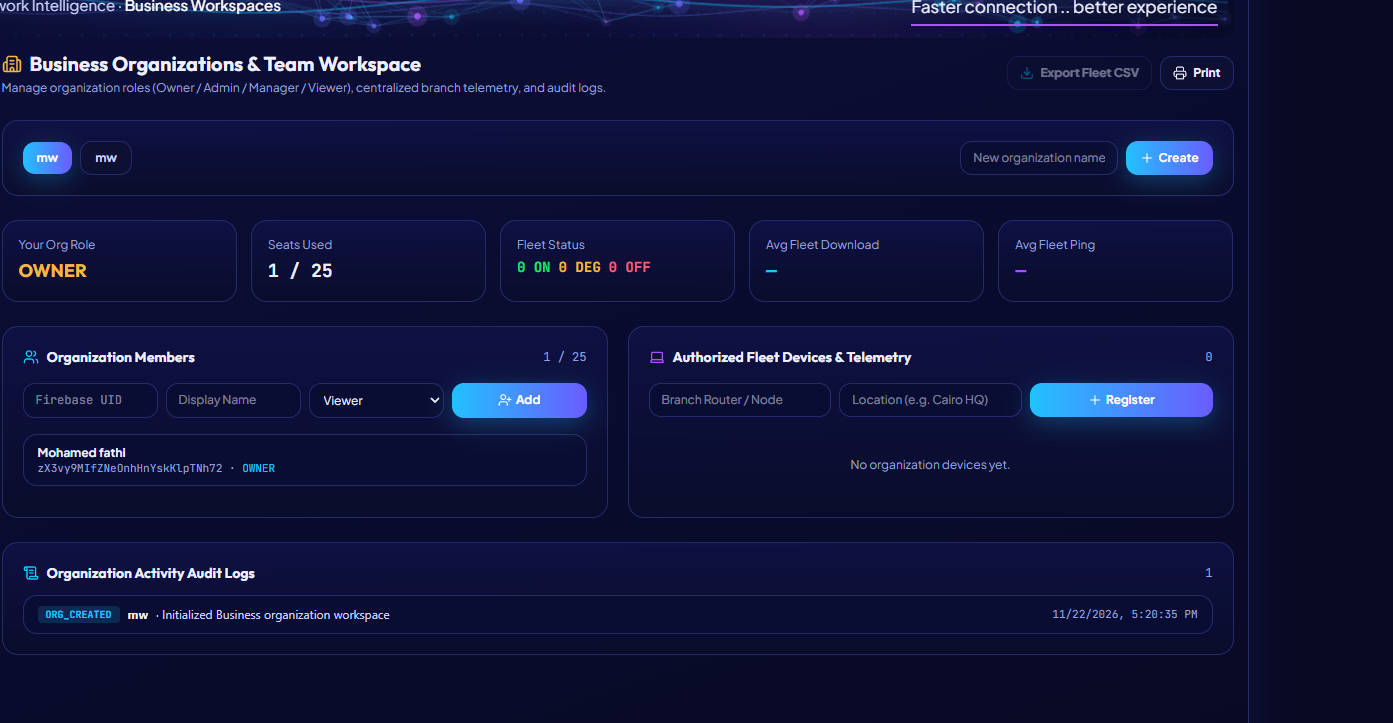 work Intelligence · Business Workspaces
Faster connection .. better experience
Business Organizations & Team Workspace
Manage organization roles (Owner / Admin / Manager / Viewer), centralized branch telemetry, and audit logs.
Export Fleet CSV
Print
mw
mw
New organization name
+ Create
Your Org Role
OWNER
Seats Used
1 / 25
Fleet Status
0 ON 0 DEG 0 OFF
Avg Fleet Download
—
Avg Fleet Ping
—
Organization Members
1 / 25
Firebase UID
Display Name
Viewer
Add
Mohamed fathI
zX3vy9MIfZNeOnhHnYskKlpTNh72 · OWNER
Authorized Fleet Devices & Telemetry
0
Branch Router / Node
Location (e.g. Cairo HQ)
+ Register
No organization devices yet.
Organization Activity Audit Logs
1
ORG_CREATED mw · Initialized Business organization workspace
11/22/2026, 5:20:35 PM